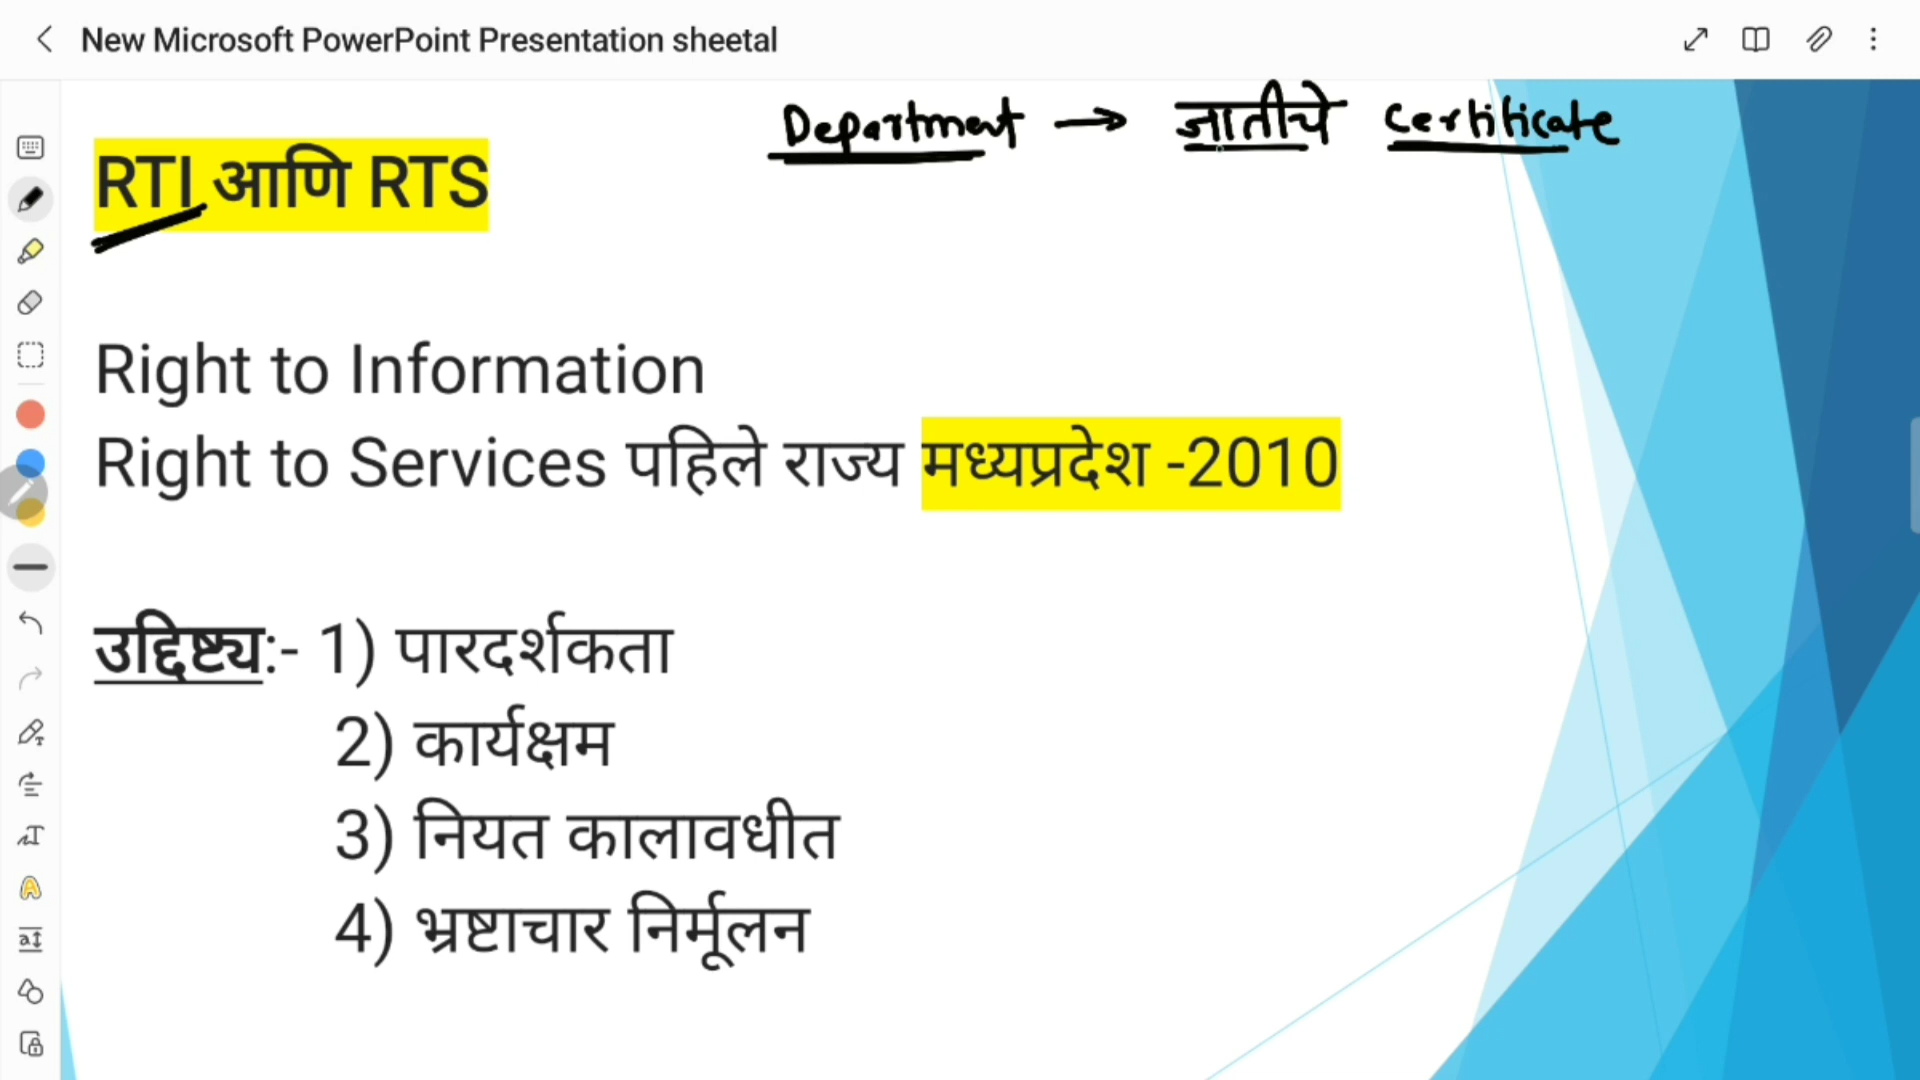 New Microsoft PowerPoint Presentation sheetal
Department → जातीचे Certificate
RTI आणि RTS
Right to Information
Right to Services पहिले राज्य मध्यप्रदेश -2010
उद्दिष्ट्य:- 1) पारदर्शकता
2) कार्यक्षम
3) नियत कालावधीत
4) भ्रष्टाचार निर्मूलन